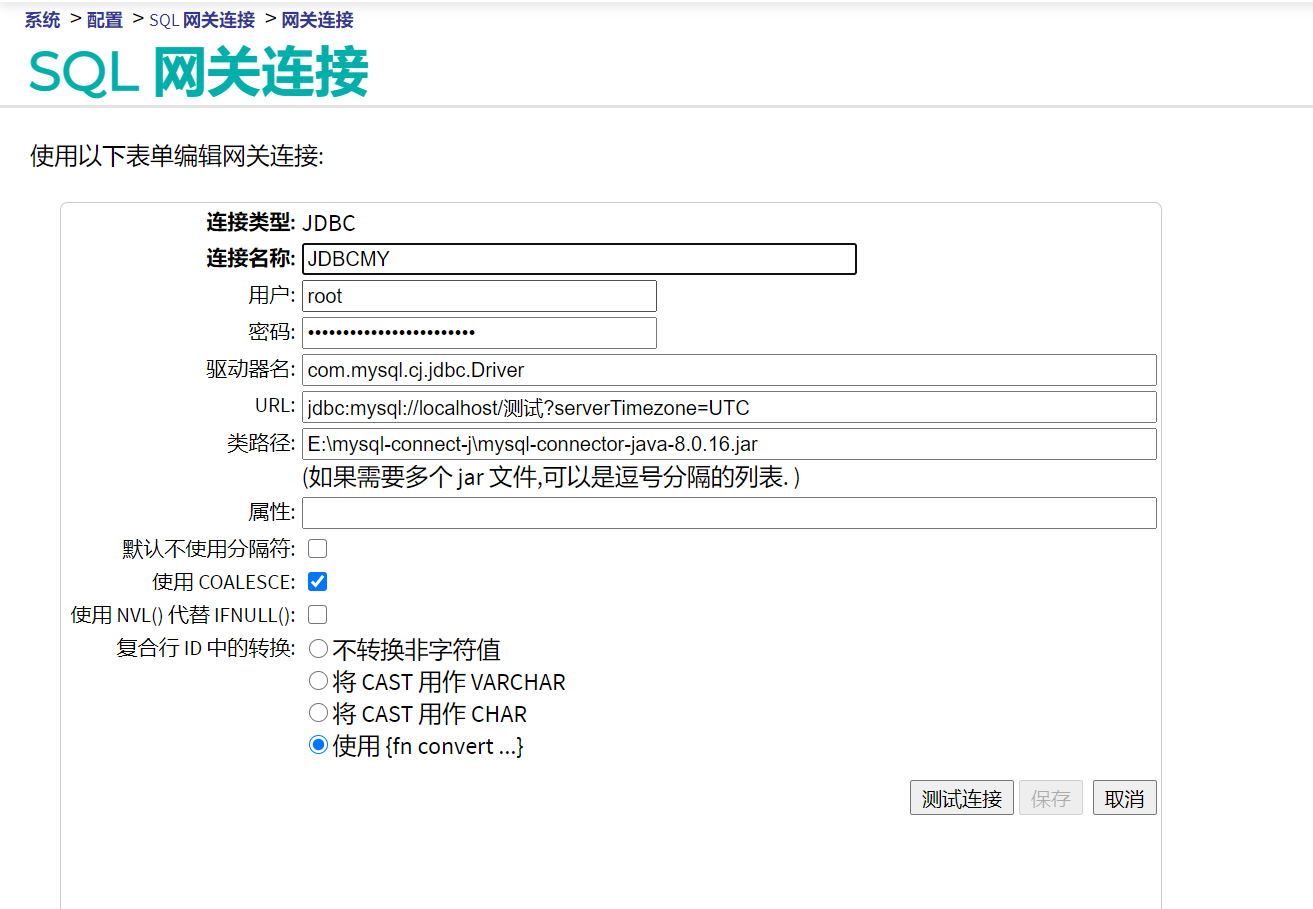 系统 > 配置 > SQL 网关连接 > 网关连接
SQL 网关连接
使用以下表单编辑网关连接:
连接类型: JDBC
连接名称: JDBCMY
用户: root
密码: ••••••••••••••••••••••••
驱动器名: com.mysql.cj.jdbc.Driver
URL: jdbc:mysql://localhost/测试?serverTimezone=UTC
类路径: E:\mysql-connect-j\mysql-connector-java-8.0.16.jar
(如果需要多个 jar 文件,可以是逗号分隔的列表. )
属性:
默认不使用分隔符:
使用 COALESCE:
使用 NVL() 代替 IFNULL():
复合行 ID 中的转换: 不转换非字符值
将 CAST 用作 VARCHAR
将 CAST 用作 CHAR
使用 {fn convert ...}
测试连接 保存 取消